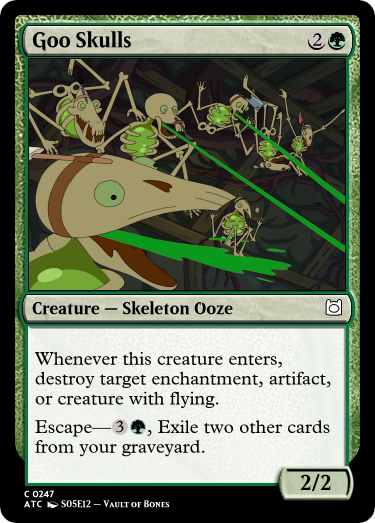 Goo Skulls 2
Creature — Skeleton Ooze
Whenever this creature enters,
destroy target enchantment, artifact,
or creature with flying.
Escape—3, Exile two other cards
from your graveyard.
2/2
C 0247
ATC S05E12 — Vault of Bones